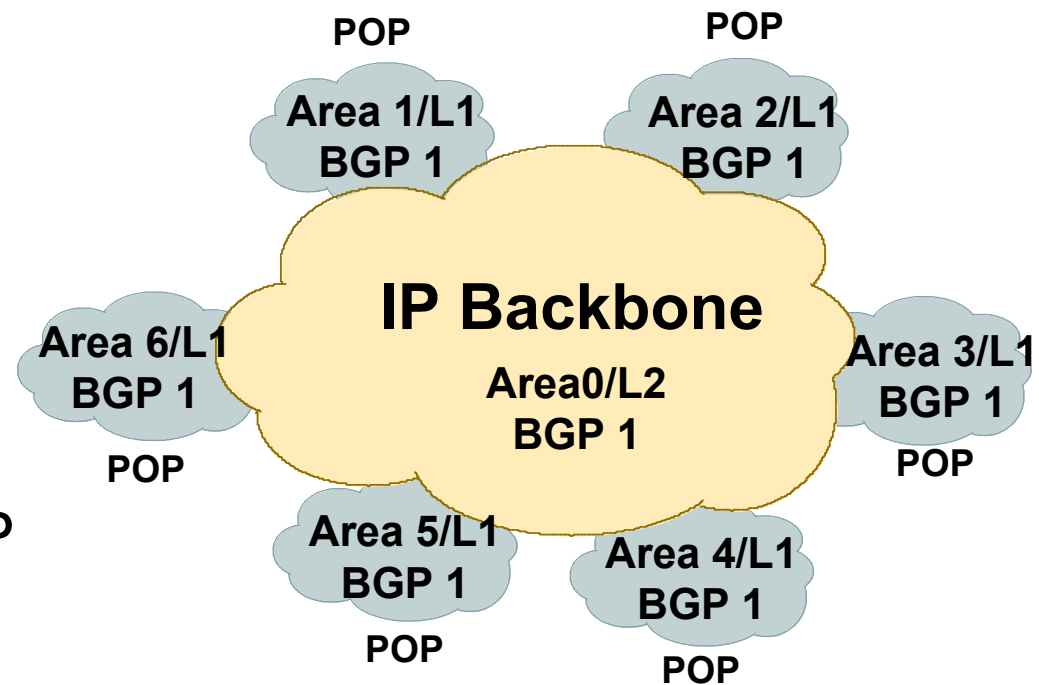 POP
POP
Area 1/L1
BGP 1
Area 2/L1
BGP 1
IP Backbone
Area0/L2
BGP 1
Area 6/L1
BGP 1
POP
Area 3/L1
BGP 1
POP
Area 5/L1
BGP 1
POP
Area 4/L1
BGP 1
POP